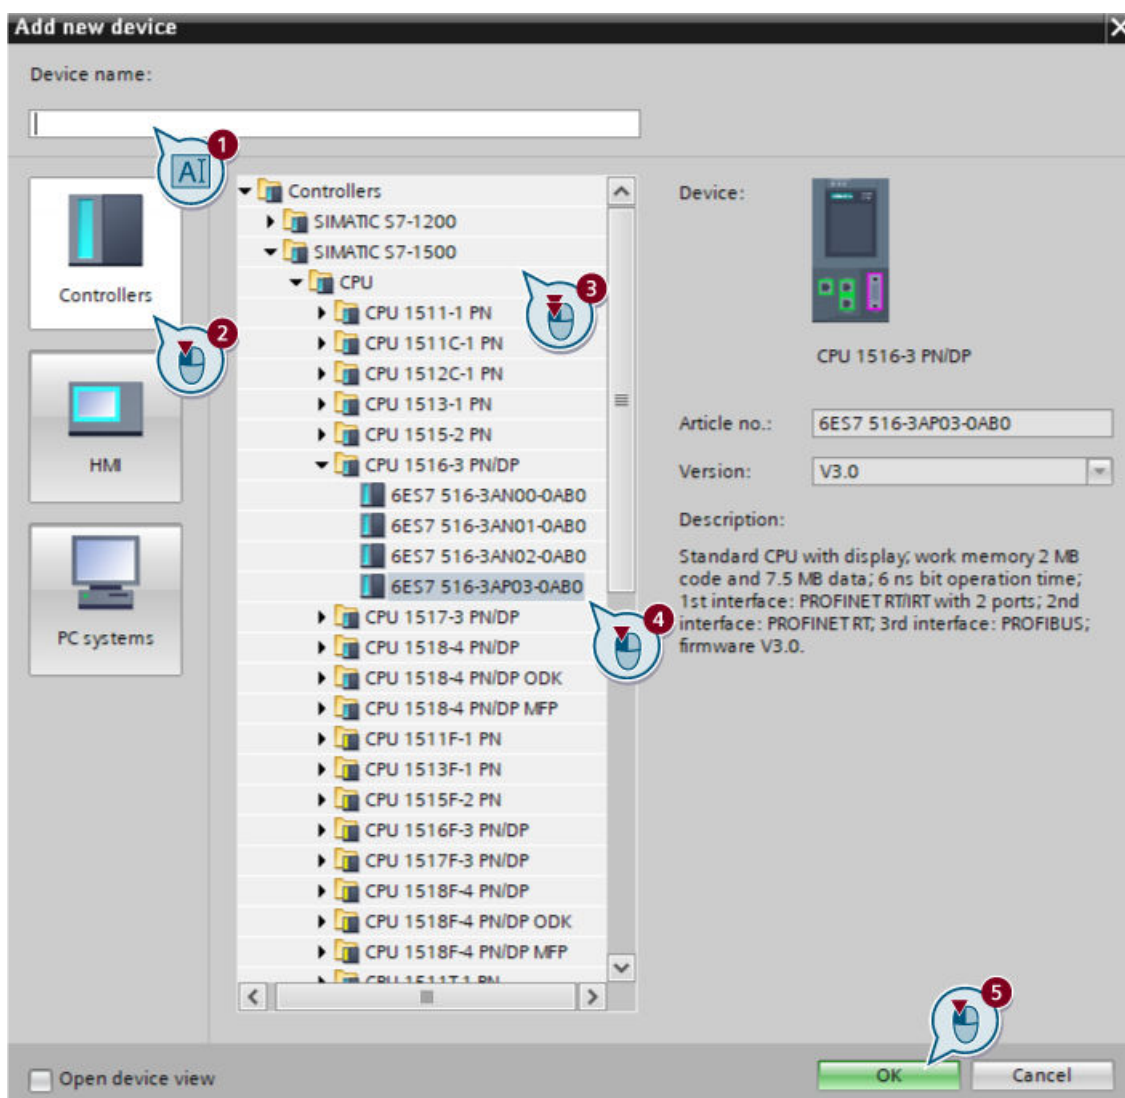 Add new device
Device name:
1
AI
Controllers
2
HMI
PC systems
Controllers
SIMATIC S7-1200
SIMATIC S7-1500
CPU
3
CPU 1511-1 PN
CPU 1511C-1 PN
CPU 1512C-1 PN
CPU 1513-1 PN
CPU 1515-2 PN
CPU 1516-3 PN/DP
6ES7 516-3AN00-0AB0
6ES7 516-3AN01-0AB0
6ES7 516-3AN02-0AB0
6ES7 516-3AP03-0AB0
4
CPU 1517-3 PN/DP
CPU 1518-4 PN/DP
CPU 1518-4 PN/DP ODK
CPU 1518-4 PN/DP MFP
CPU 1511F-1 PN
CPU 1513F-1 PN
CPU 1515F-2 PN
CPU 1516F-3 PN/DP
CPU 1517F-3 PN/DP
CPU 1518F-4 PN/DP
CPU 1518F-4 PN/DP ODK
CPU 1518F-4 PN/DP MFP
CPU 1511T-1 PN
Device:
CPU 1516-3 PN/DP
Article no.: 6ES7 516-3AP03-0AB0
Version: V3.0
Description:
Standard CPU with display; work memory 2 MB
code and 7.5 MB data; 6 ns bit operation time;
1st interface: PROFINET RT/IRT with 2 ports; 2nd
interface: PROFINET RT; 3rd interface: PROFIBUS;
firmware V3.0.
5
Open device view
OK
Cancel